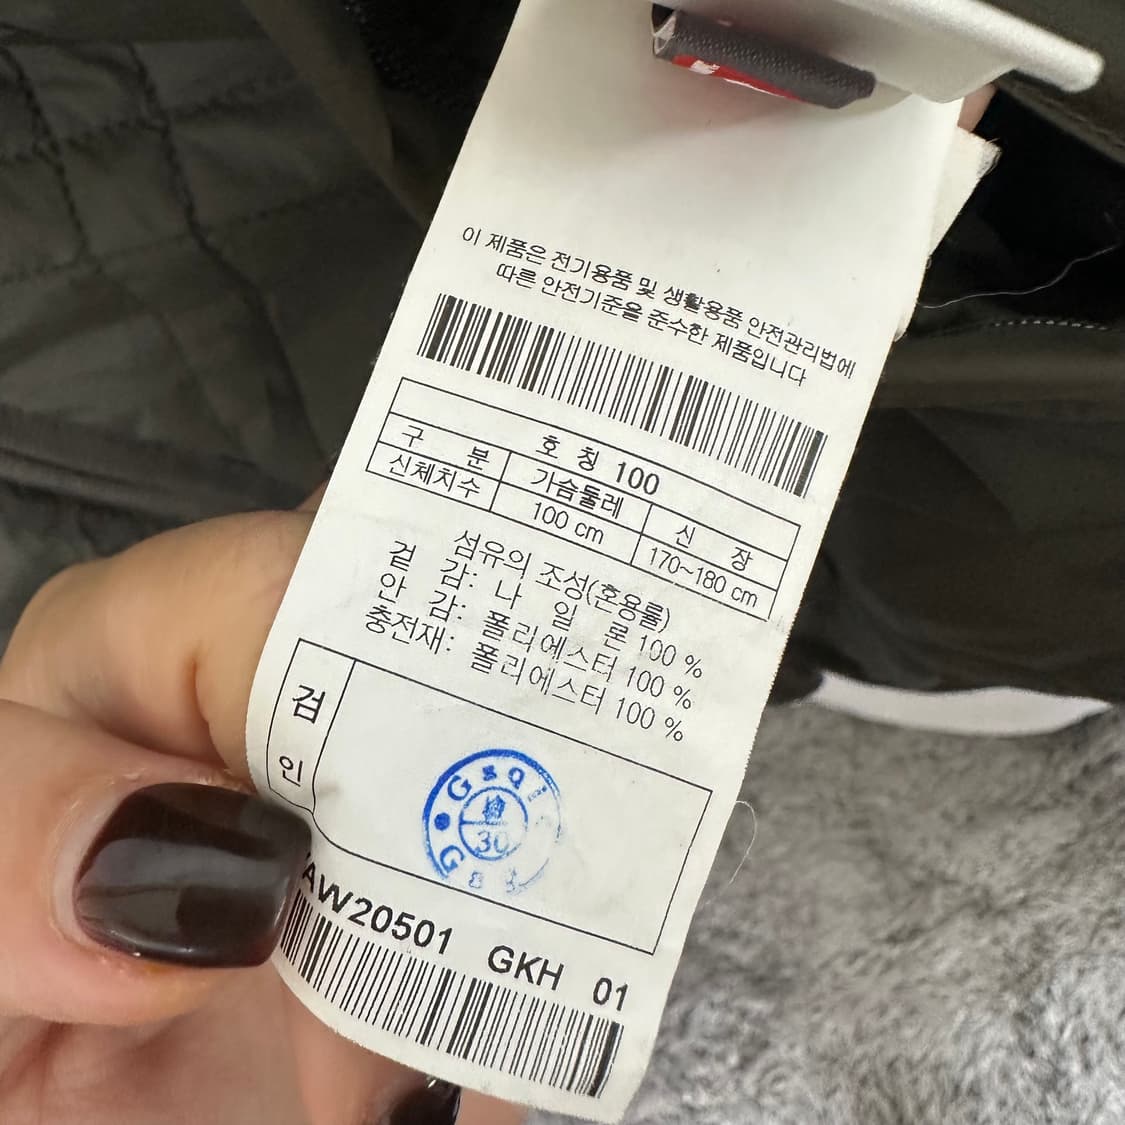 이 제품은 전기용품 및 생활용품 안전관리법에
따른 안전기준을 준수한 제품입니다
호 칭 100
구 분 가슴둘레 신 장
신체치수 100 cm 170~180 cm
섬유의 조성(혼용률)
겉 감: 나 일 론 100 %
안 감: 폴리에스터 100 %
충전재: 폴리에스터 100 %
검 인
Gsqi
30
AW20501 GKH 01